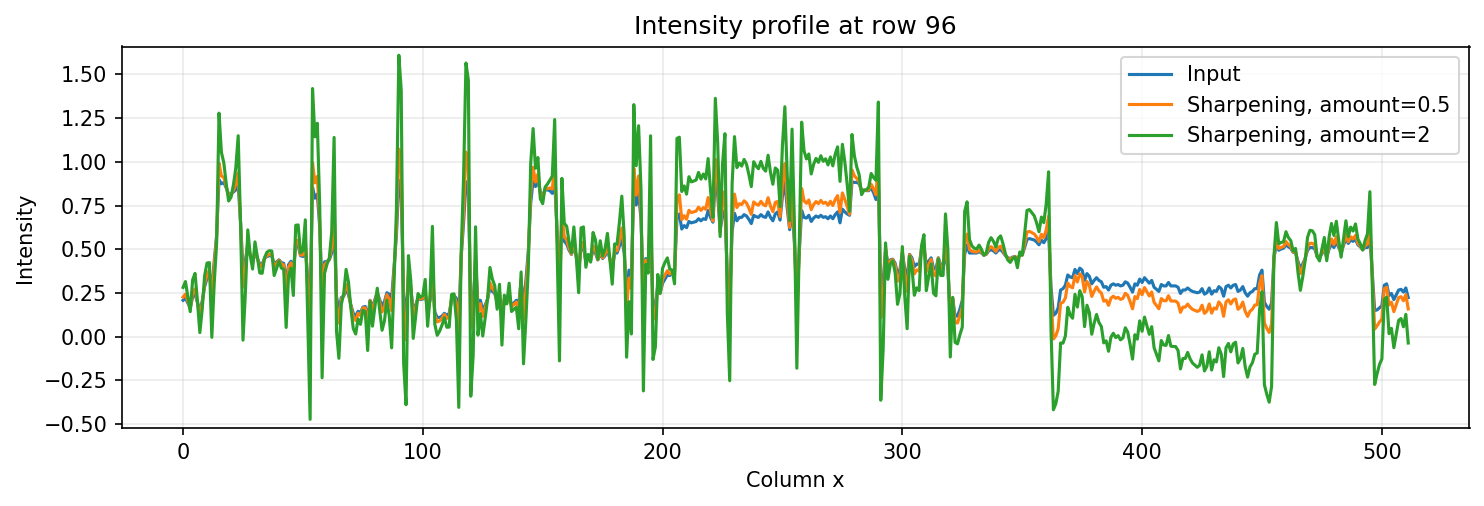 Intensity profile at row 96
Input
Sharpening, amount=0.5
Sharpening, amount=2
Intensity
1.50
1.25
1.00
0.75
0.50
0.25
0.00
−0.25
−0.50
0 100 200 300 400 500
Column x